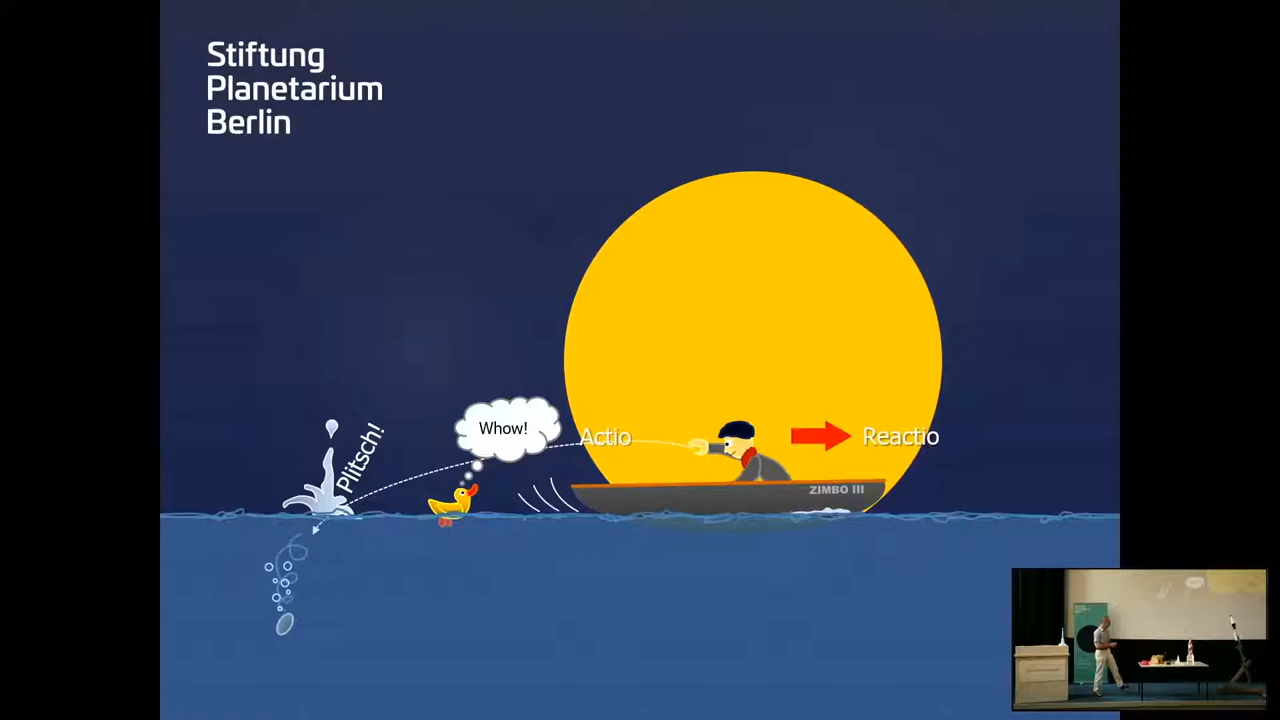 Stiftung
Planetarium
Berlin
Whow!
Plitsch!
Actio
Reactio
ZIMBO III